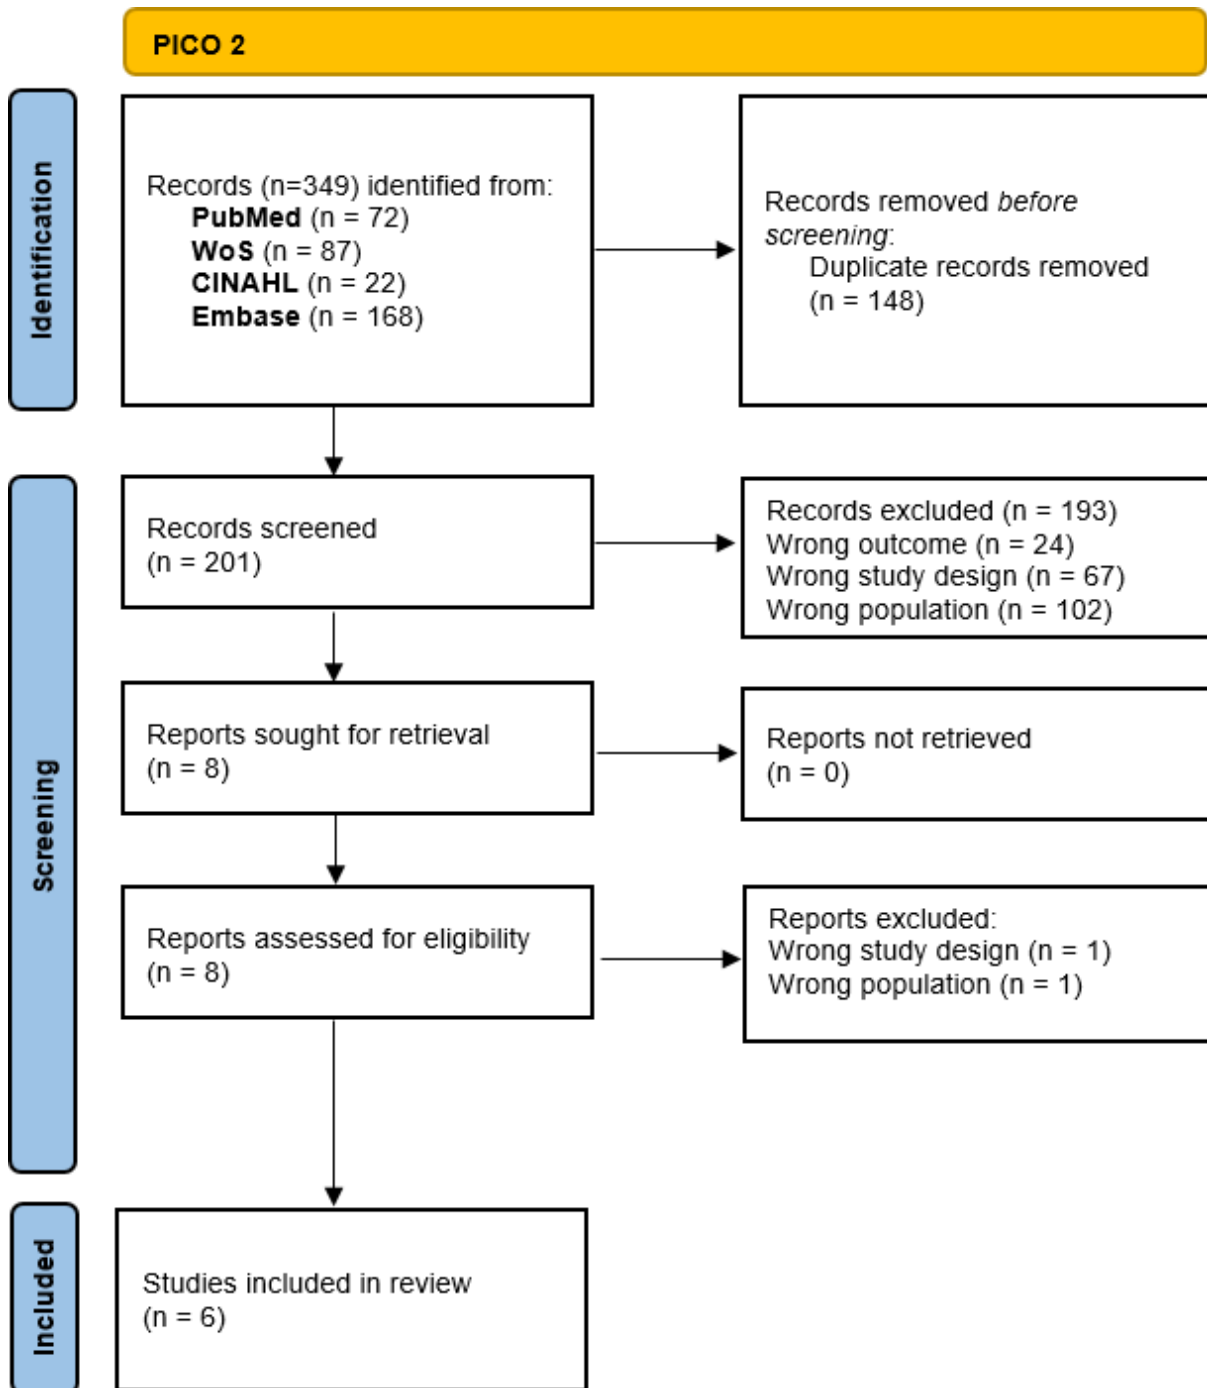 PICO 2
Identification
Records (n=349) identified from:
PubMed (n = 72)
WoS (n = 87)
CINAHL (n = 22)
Embase (n = 168)
Records removed before
screening:
Duplicate records removed
(n = 148)
Screening
Records screened
(n = 201)
Records excluded (n = 193)
Wrong outcome (n = 24)
Wrong study design (n = 67)
Wrong population (n = 102)
Reports sought for retrieval
(n = 8)
Reports not retrieved
(n = 0)
Reports assessed for eligibility
(n = 8)
Reports excluded:
Wrong study design (n = 1)
Wrong population (n = 1)
Included
Studies included in review
(n = 6)